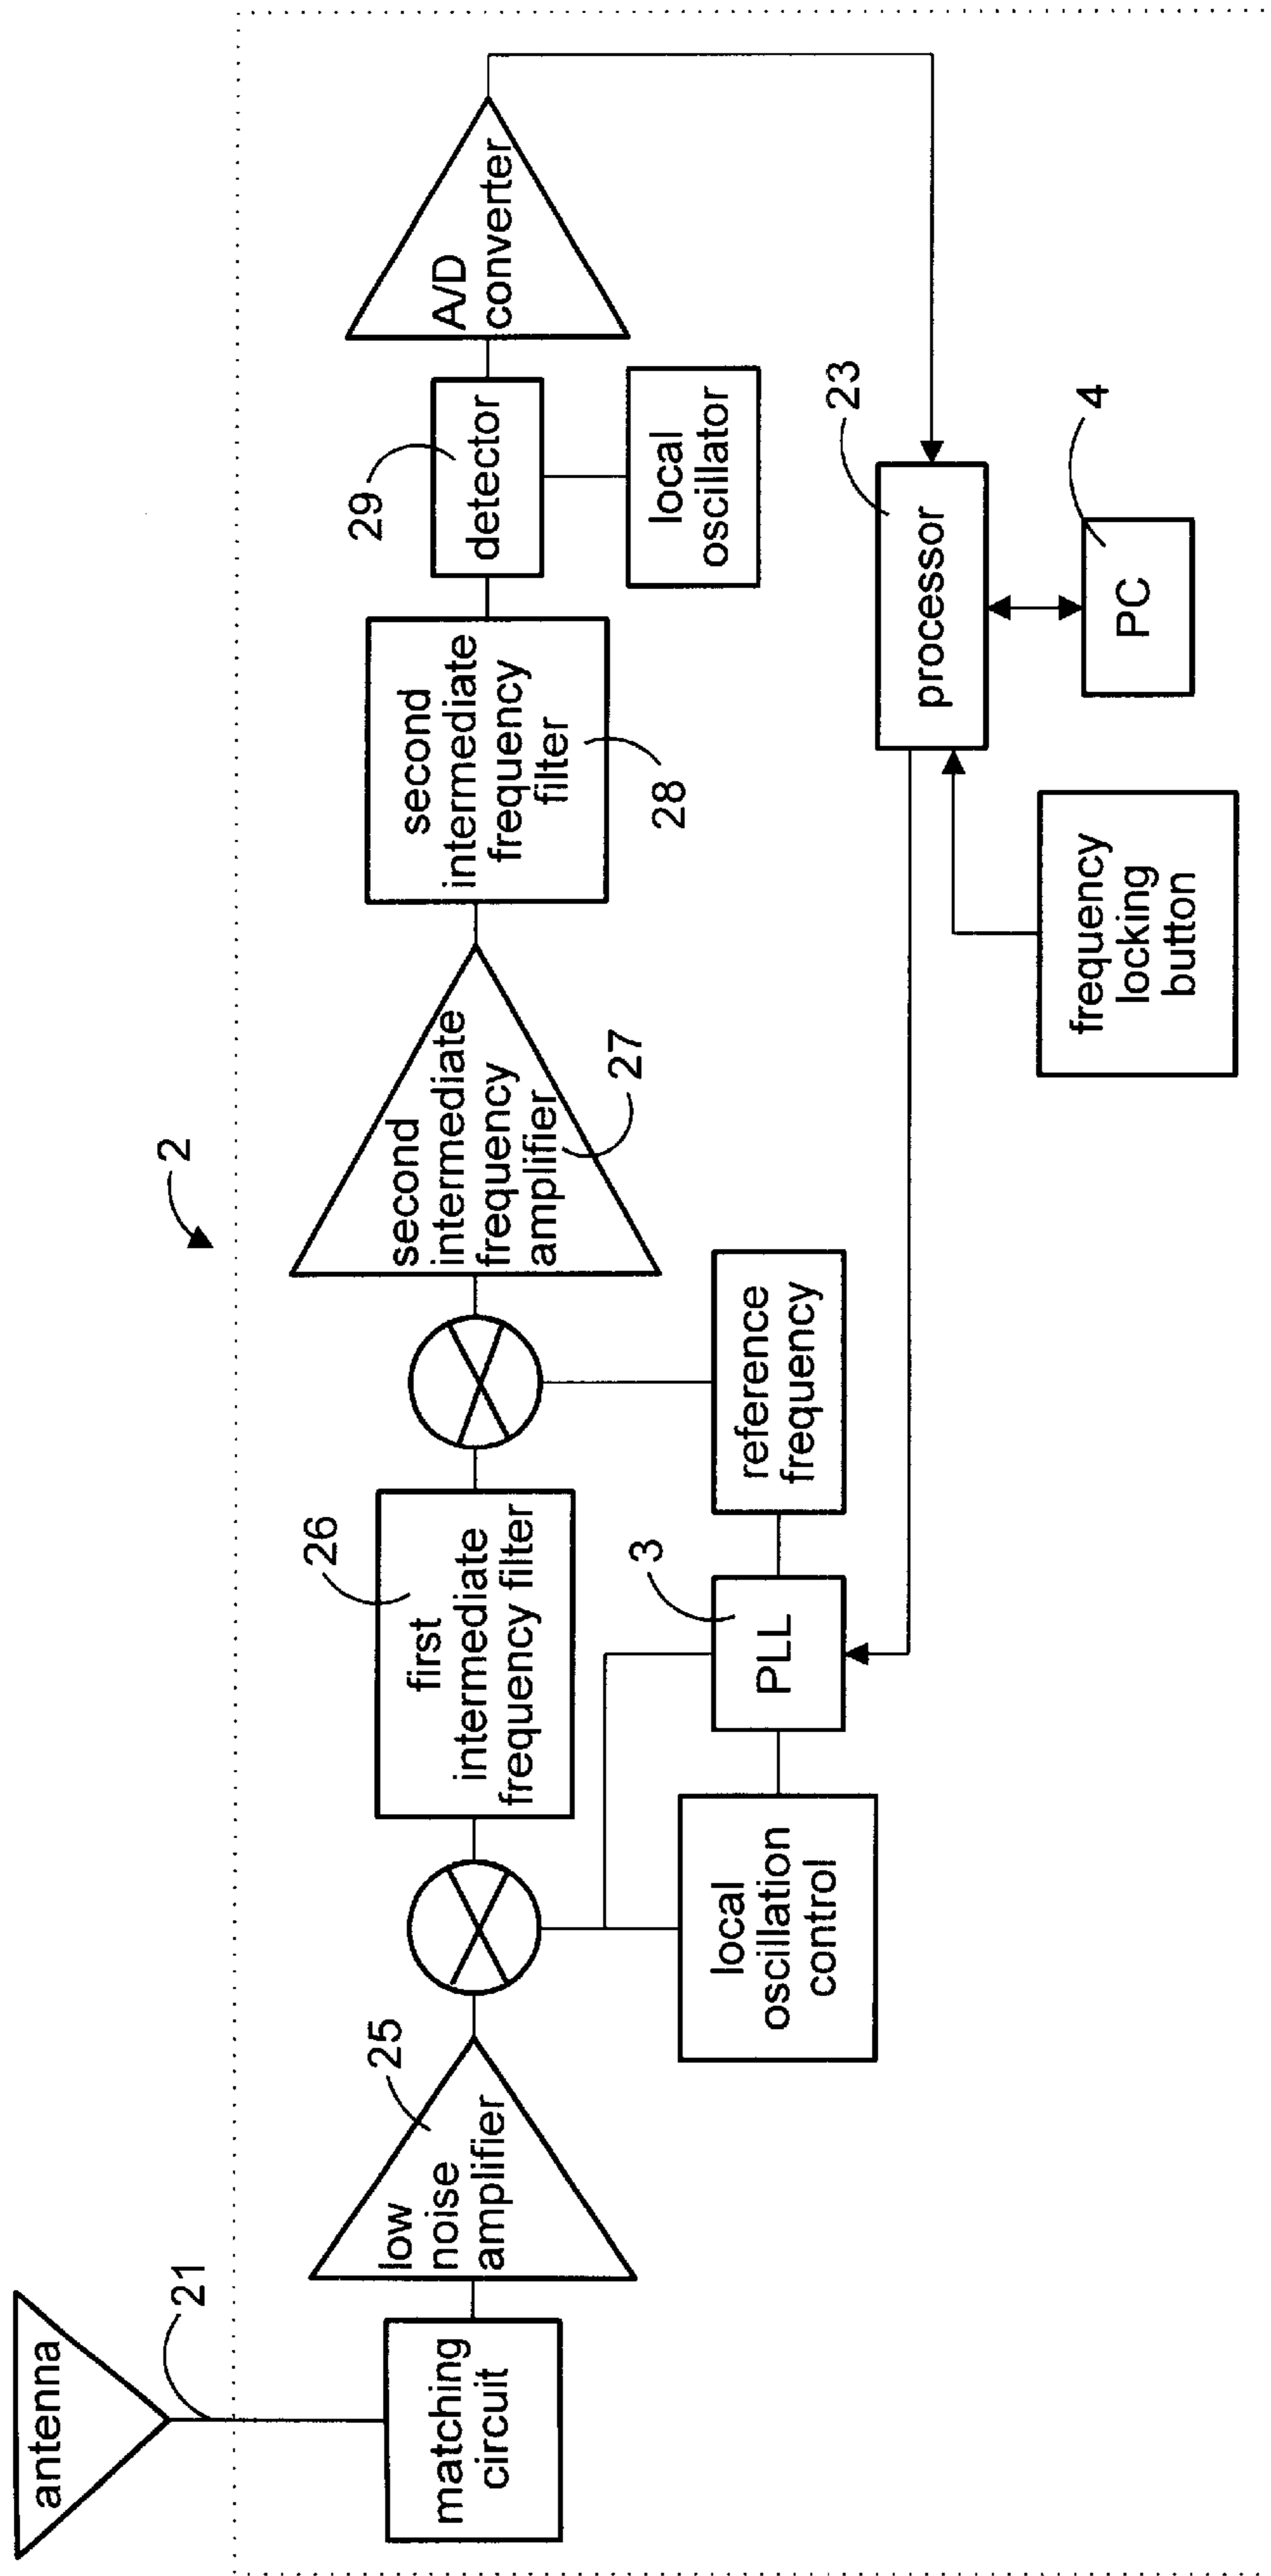 antenna
21
2
matching
circuit
low
noise
amplifier
25
first
intermediate
frequency filter
26
second
intermediate
frequency
amplifier
27
second
intermediate
frequency
filter
28
detector
29
A/D
converter
local
oscillator
local
oscillation
control
PLL
3
reference
frequency
processor
23
frequency
locking
button
PC
4